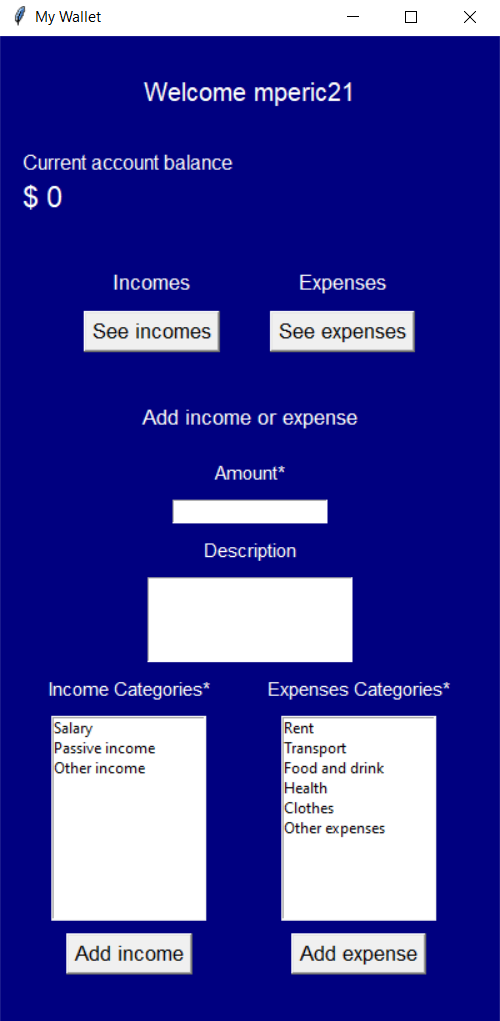 My Wallet
Welcome mperic21
Current account balance
$ 0
Incomes
Expenses
See incomes
See expenses
Add income or expense
Amount*
Description
Income Categories*
Expenses Categories*
Salary
Passive income
Other income
Rent
Transport
Food and drink
Health
Clothes
Other expenses
Add income
Add expense